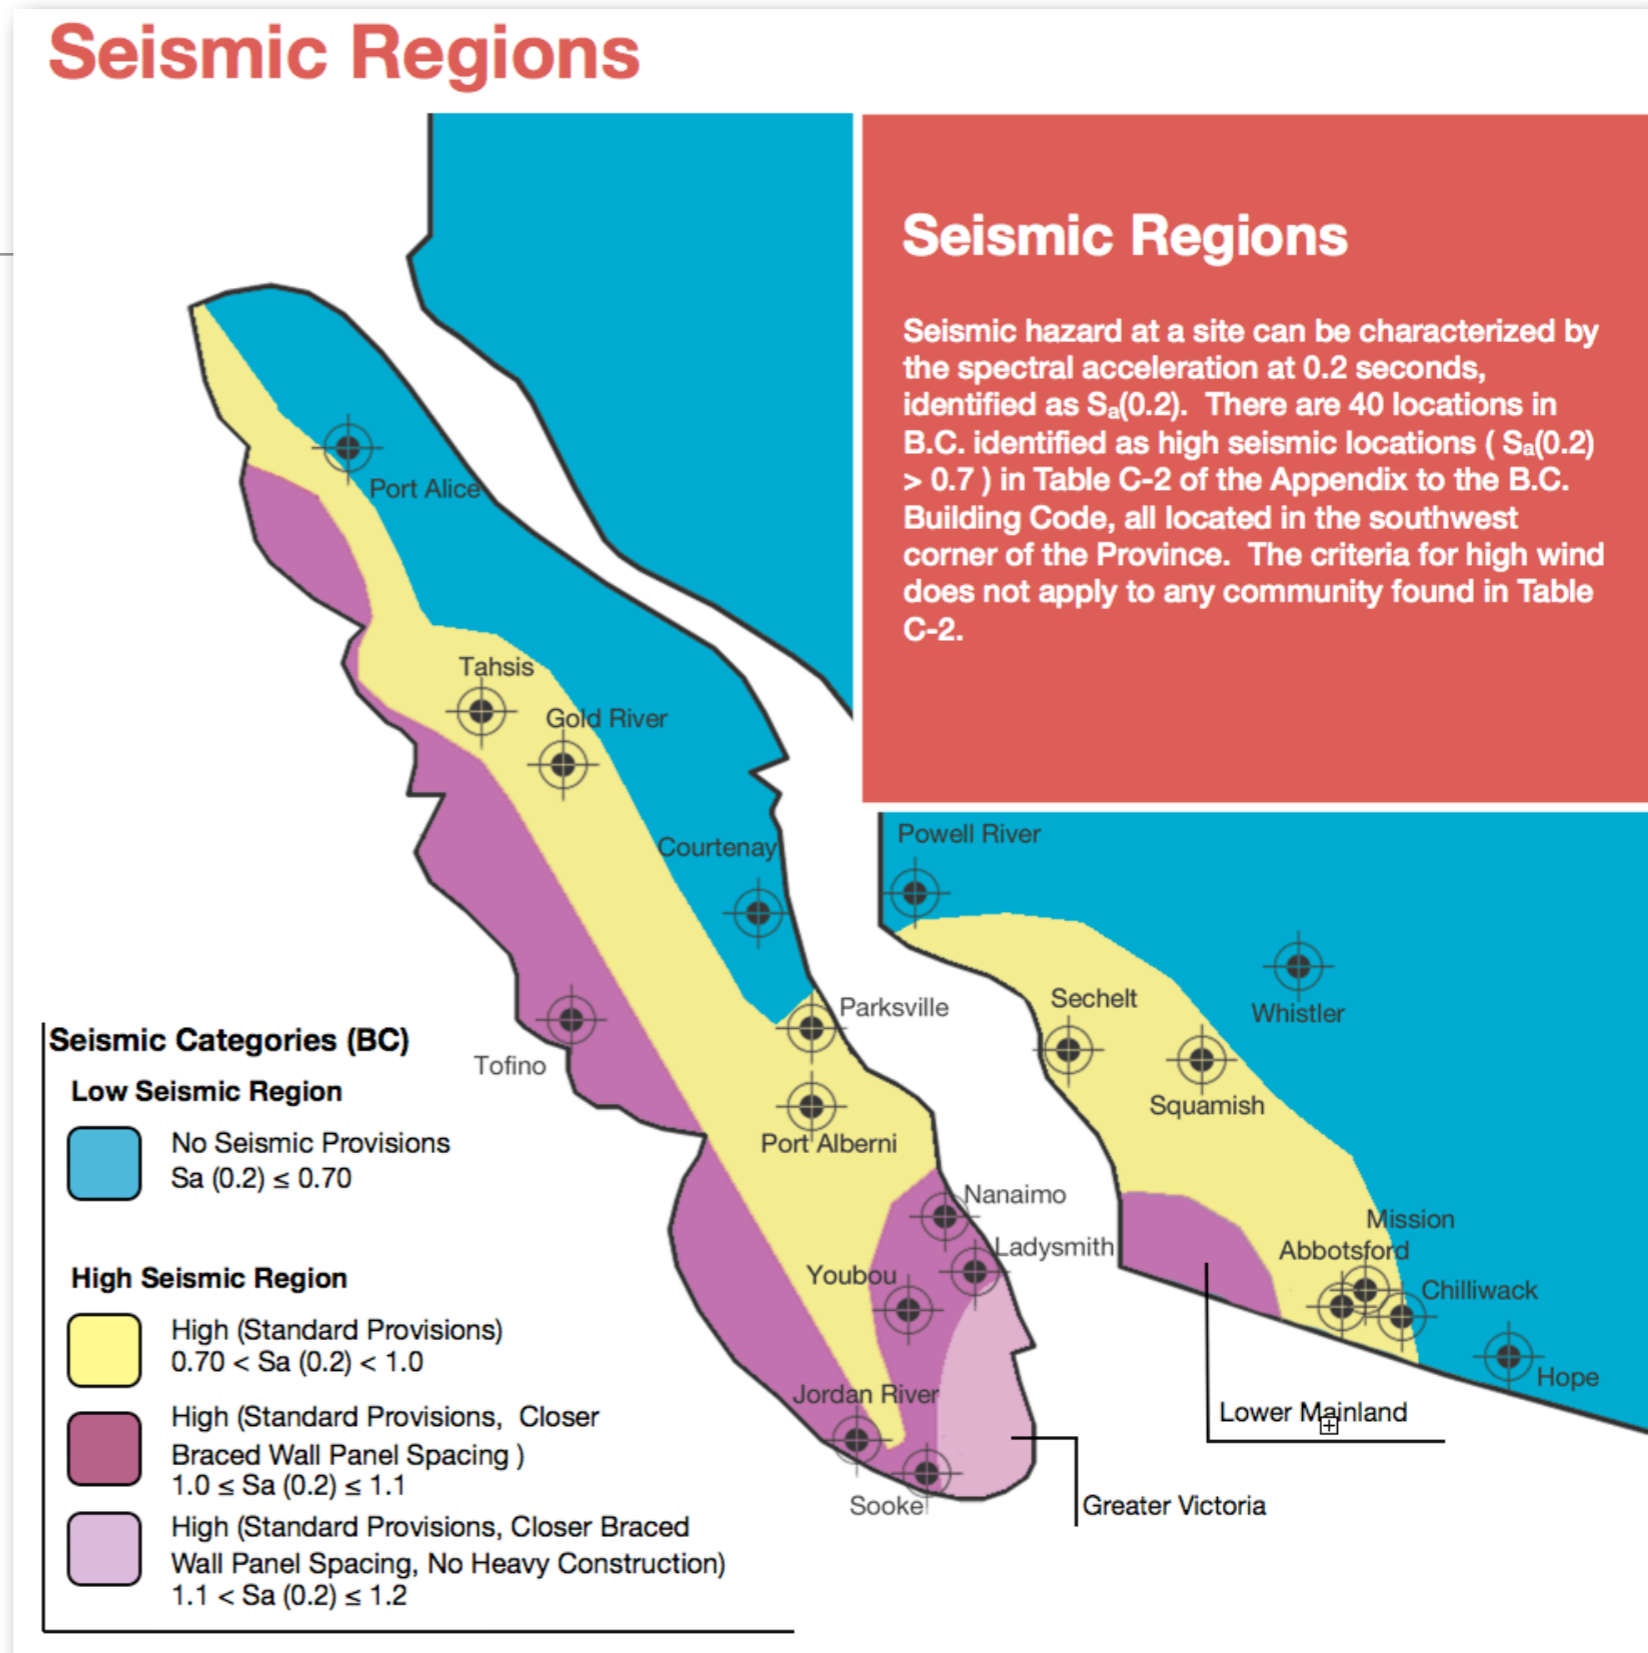 Seismic Regions
Seismic Regions
Seismic hazard at a site can be characterized by
the spectral acceleration at 0.2 seconds,
identified as Sa(0.2).  There are 40 locations in
B.C. identified as high seismic locations ( Sa(0.2)
> 0.7 ) in Table C-2 of the Appendix to the B.C.
Building Code, all located in the southwest
corner of the Province.  The criteria for high wind
does not apply to any community found in Table
C-2.
Port Alice
Tahsis
Gold River
Courtenay
Powell River
Whistler
Sechelt
Parksville
Tofino
Squamish
Port Alberni
Nanaimo
Ladysmith
Youbou
Mission
Abbotsford
Chilliwack
Hope
Jordan River
Lower Mainland
Sooke
Greater Victoria
Seismic Categories (BC)
Low Seismic Region
No Seismic Provisions
Sa (0.2) ≤ 0.70
High Seismic Region
High (Standard Provisions)
0.70 < Sa (0.2) < 1.0
High (Standard Provisions,  Closer
Braced Wall Panel Spacing )
1.0 ≤ Sa (0.2) ≤ 1.1
High (Standard Provisions, Closer Braced
Wall Panel Spacing, No Heavy Construction)
1.1 < Sa (0.2) ≤ 1.2